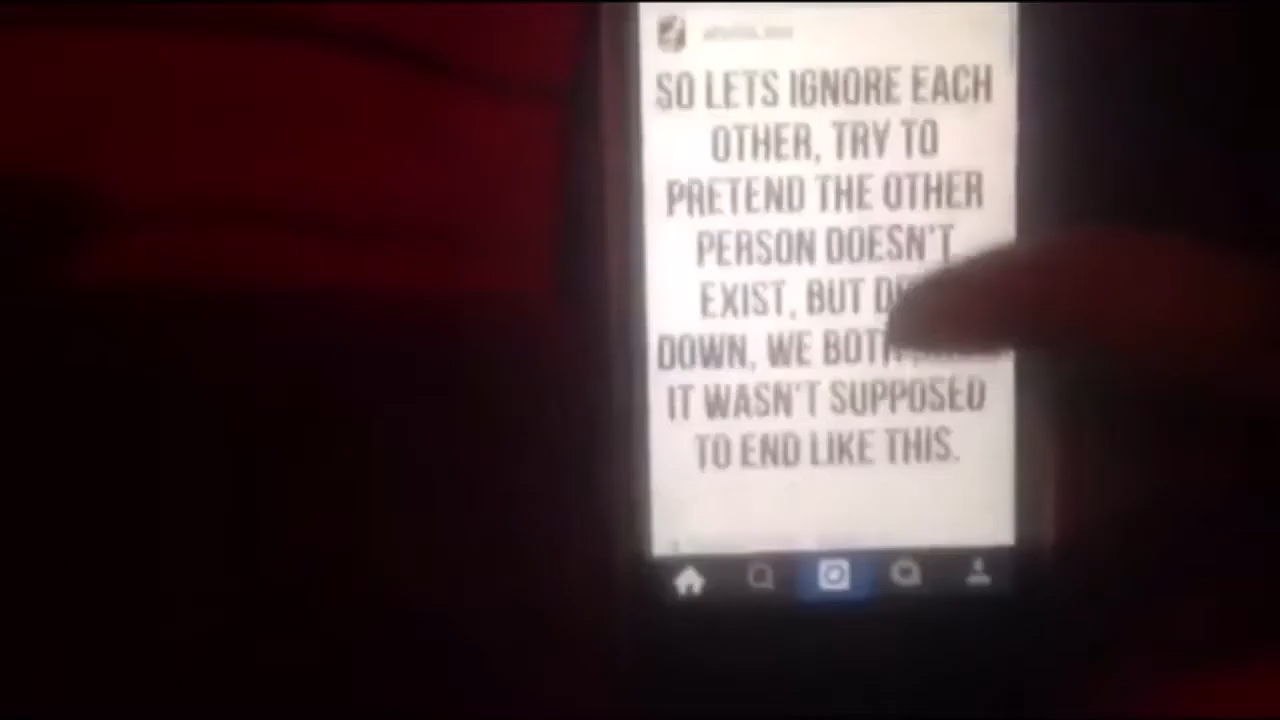 SO LETS IGNORE EACH
OTHER, TRY TO
PRETEND THE OTHER
PERSON DOESN'T
EXIST, BUT
DOWN, WE BOTH
IT WASN'T SUPPOSED
TO END LIKE THIS.